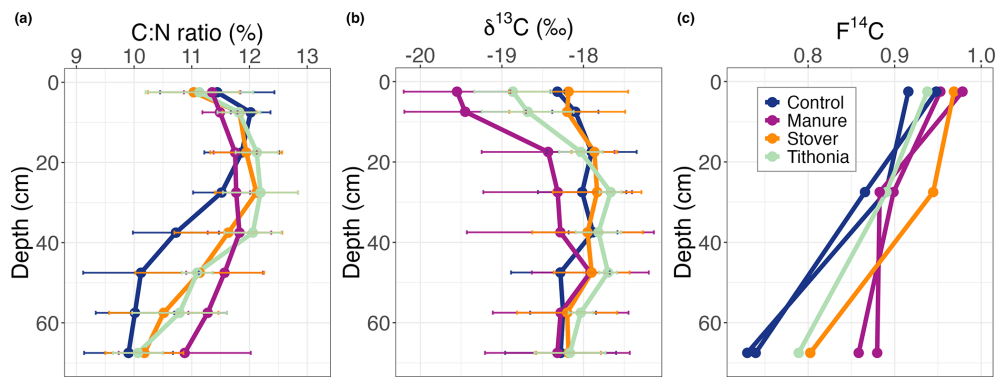 (a)
C:N ratio (%)
9 10 11 12 13
0
20
40
60
Depth (cm)
(b)
δ¹³C (‰)
-20 -19 -18
0
20
40
60
Depth (cm)
(c)
F¹⁴C
0.8 0.9 1.0
0
20
40
60
Depth (cm)
Control
Manure
Stover
Tithonia